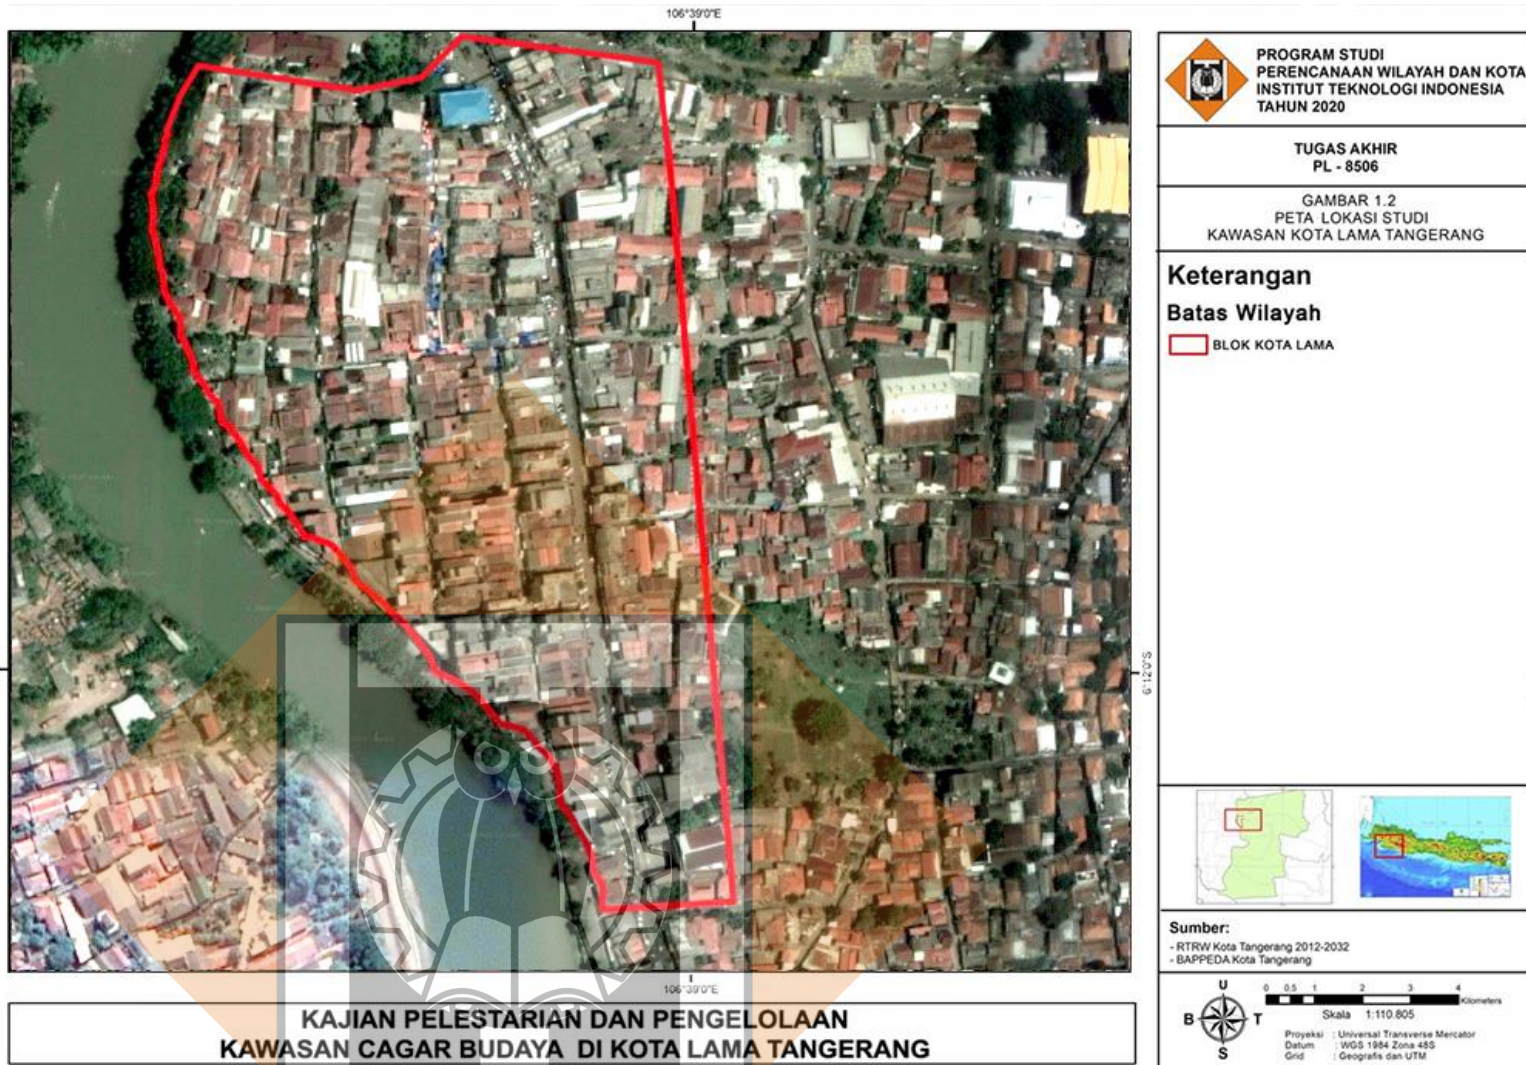 106°39'0"E
PROGRAM STUDI
PERENCANAAN WILAYAH DAN KOTA
INSTITUT TEKNOLOGI INDONESIA
TAHUN 2020
TUGAS AKHIR
PL - 8506
GAMBAR 1.2
PETA LOKASI STUDI
KAWASAN KOTA LAMA TANGERANG
Keterangan
Batas Wilayah
BLOK KOTA LAMA
6°12'0"S
Sumber:
- RTRW Kota Tangerang 2012-2032
- BAPPEDA Kota Tangerang
106°39'0"E
U
B T
S
0 0.5 1 2 3 4
Kilometers
Skala 1:110.805
Proyeksi : Universal Transverse Mercator
Datum : WGS 1984 Zona 48S
Grid : Geografis dan UTM
KAJIAN PELESTARIAN DAN PENGELOLAAN
KAWASAN CAGAR BUDAYA DI KOTA LAMA TANGERANG